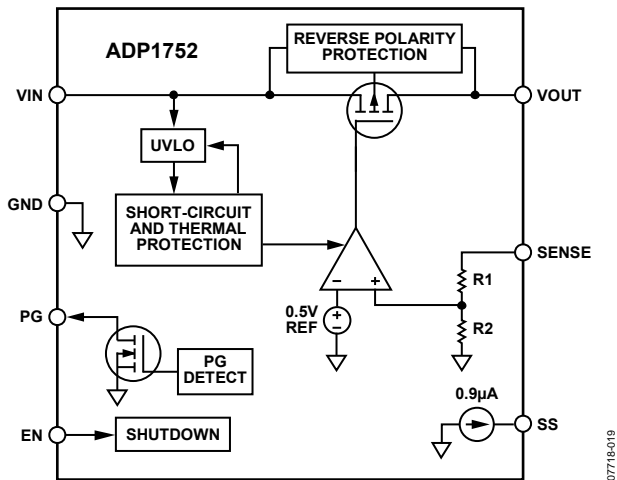 ADP1752
REVERSE POLARITY
PROTECTION
VIN
VOUT
UVLO
GND
SHORT-CIRCUIT
AND THERMAL
PROTECTION
SENSE
R1
– +
PG
0.5V
REF
+
–
R2
PG
DETECT
0.9µA
EN
SHUTDOWN
SS
07718-019